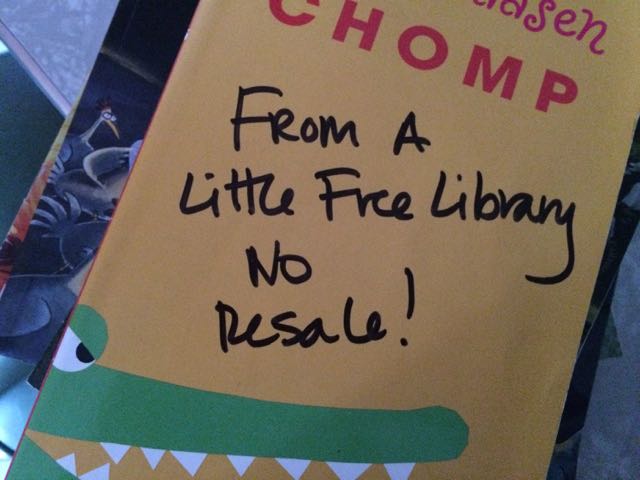 CHOMP
From A
Little Free Library
NO
Resale!